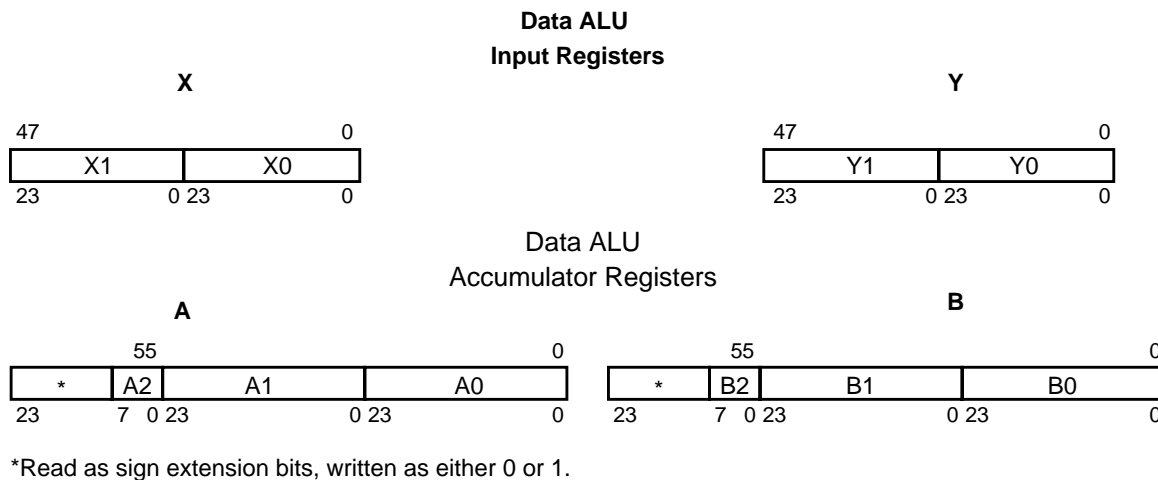 Data ALU
Input Registers
X Y
47 0 47 0
X1 X0 Y1 Y0
23 0 23 0 23 0 23 0
Data ALU
Accumulator Registers
A B
55 0 55 0
* A2 A1 A0 * B2 B1 B0
23 7 0 23 0 23 0 23 7 0 23 0 23 0
*Read as sign extension bits, written as either 0 or 1.